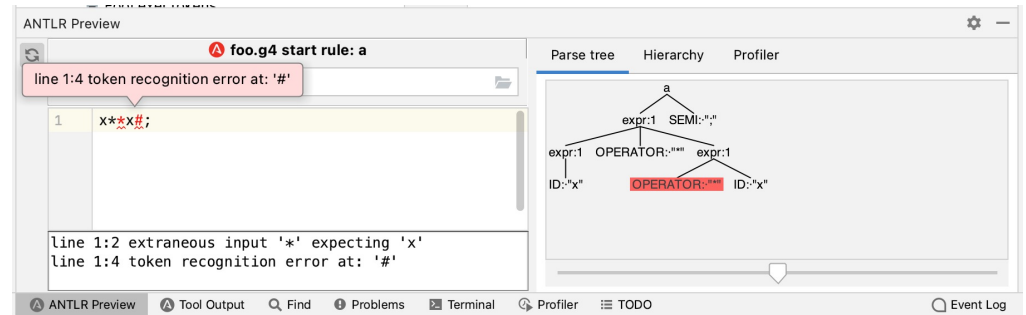 ANTLR Preview
foo.g4 start rule: a
line 1:4 token recognition error at: '#'
1 x**x#;
line 1:2 extraneous input '*' expecting 'x'
line 1:4 token recognition error at: '#'
Parse tree Hierarchy Profiler
a
expr:1 SEMI:";"
expr:1 OPERATOR:"*" expr:1
ID:"x" OPERATOR:"*" ID:"x"
ANTLR Preview Tool Output Find Problems Terminal Profiler TODO Event Log